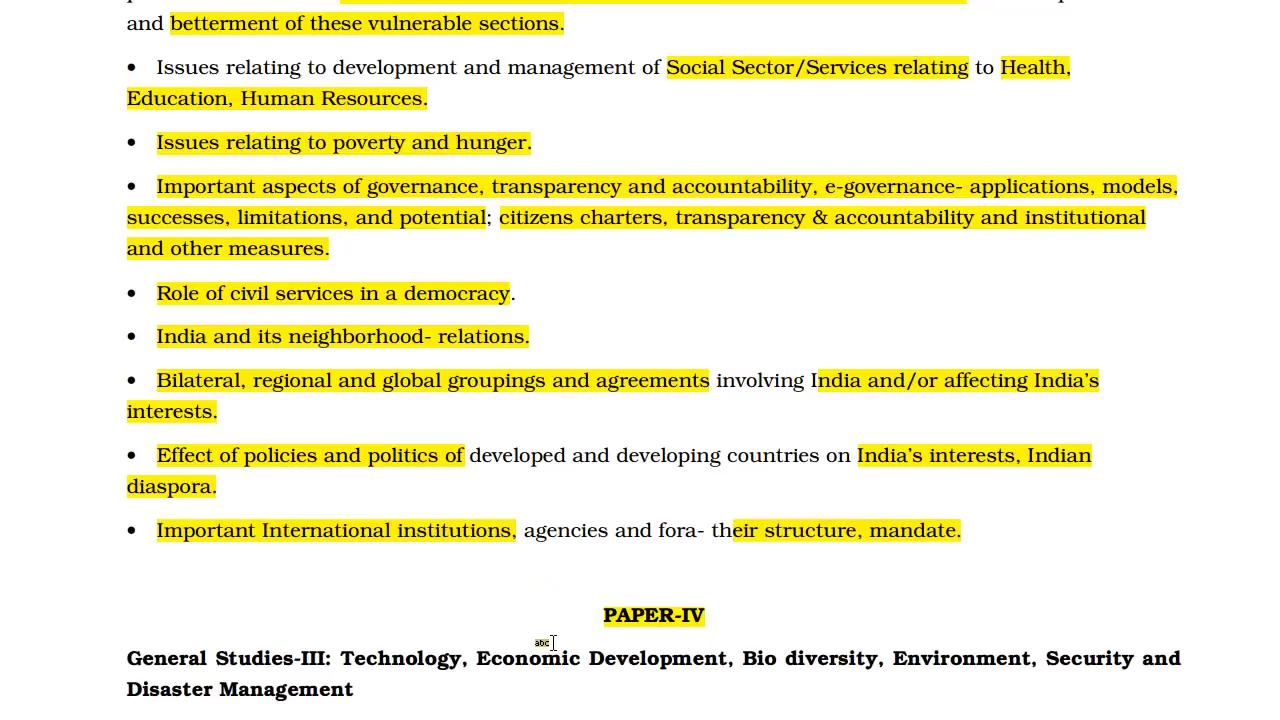 and betterment of these vulnerable sections.
• Issues relating to development and management of Social Sector/Services relating to Health,
Education, Human Resources.
• Issues relating to poverty and hunger.
• Important aspects of governance, transparency and accountability, e-governance- applications, models,
successes, limitations, and potential; citizens charters, transparency & accountability and institutional
and other measures.
• Role of civil services in a democracy.
• India and its neighborhood- relations.
• Bilateral, regional and global groupings and agreements involving India and/or affecting India’s
interests.
• Effect of policies and politics of developed and developing countries on India’s interests, Indian
diaspora.
• Important International institutions, agencies and fora- their structure, mandate.
PAPER-IV
abc
General Studies-III: Technology, Economic Development, Bio diversity, Environment, Security and
Disaster Management